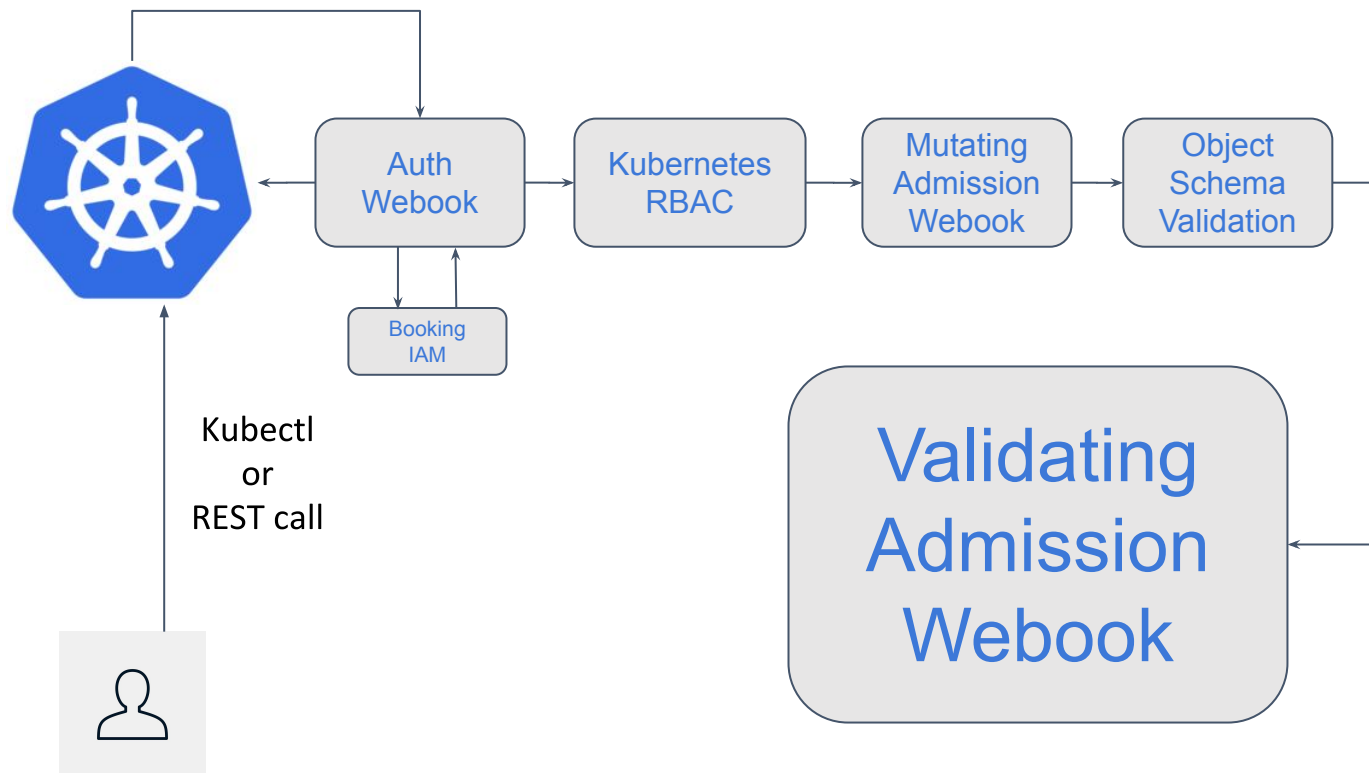 Auth
Webook
Kubernetes
RBAC
Mutating
Admission
Webook
Object
Schema
Validation
Booking
IAM
Kubectl
or
REST call
Validating
Admission
Webook